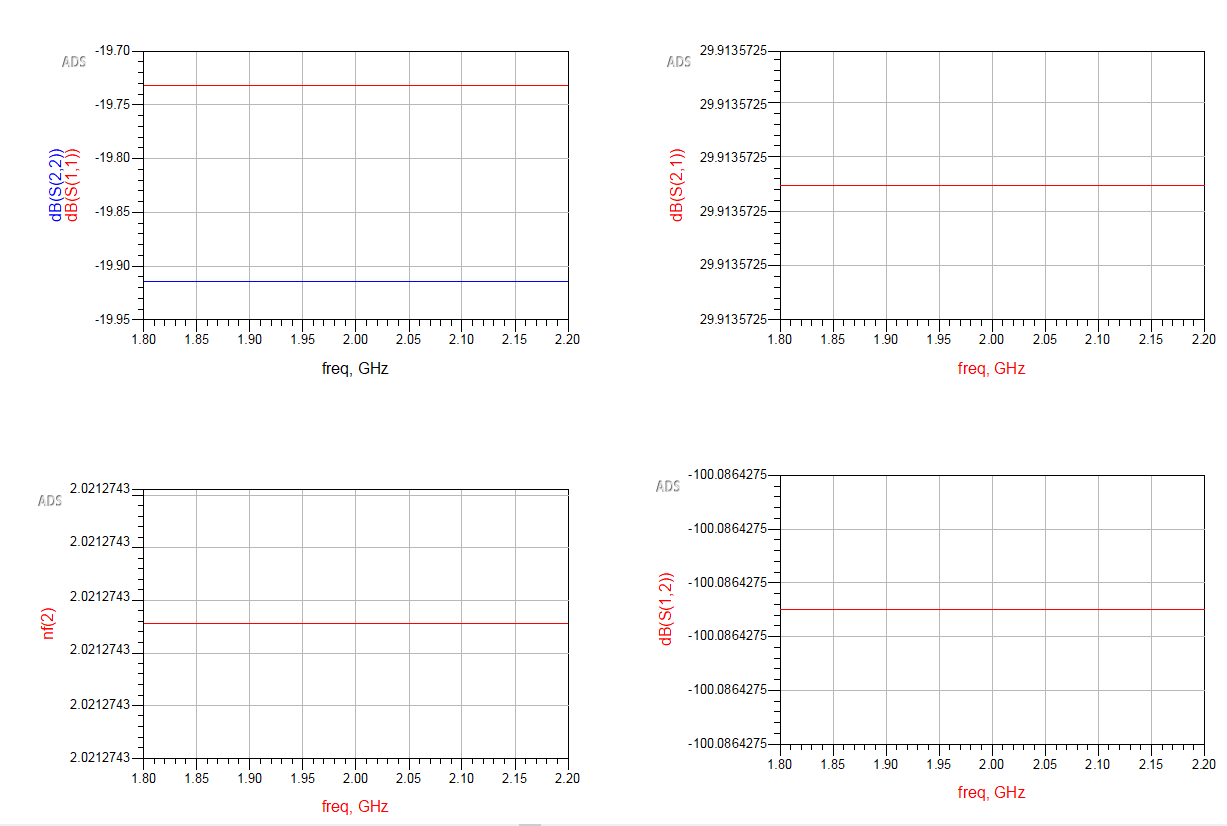 ADS
-19.70
-19.75
-19.80
-19.85
-19.90
-19.95
dB(S(2,2))
dB(S(1,1))
1.80 1.85 1.90 1.95 2.00 2.05 2.10 2.15 2.20
freq, GHz
ADS
29.9135725
29.9135725
29.9135725
29.9135725
29.9135725
29.9135725
dB(S(2,1))
1.80 1.85 1.90 1.95 2.00 2.05 2.10 2.15 2.20
freq, GHz
ADS
2.0212743
2.0212743
2.0212743
2.0212743
2.0212743
2.0212743
nf(2)
1.80 1.85 1.90 1.95 2.00 2.05 2.10 2.15 2.20
freq, GHz
ADS
-100.0864275
-100.0864275
-100.0864275
-100.0864275
-100.0864275
-100.0864275
dB(S(1,2))
1.80 1.85 1.90 1.95 2.00 2.05 2.10 2.15 2.20
freq, GHz